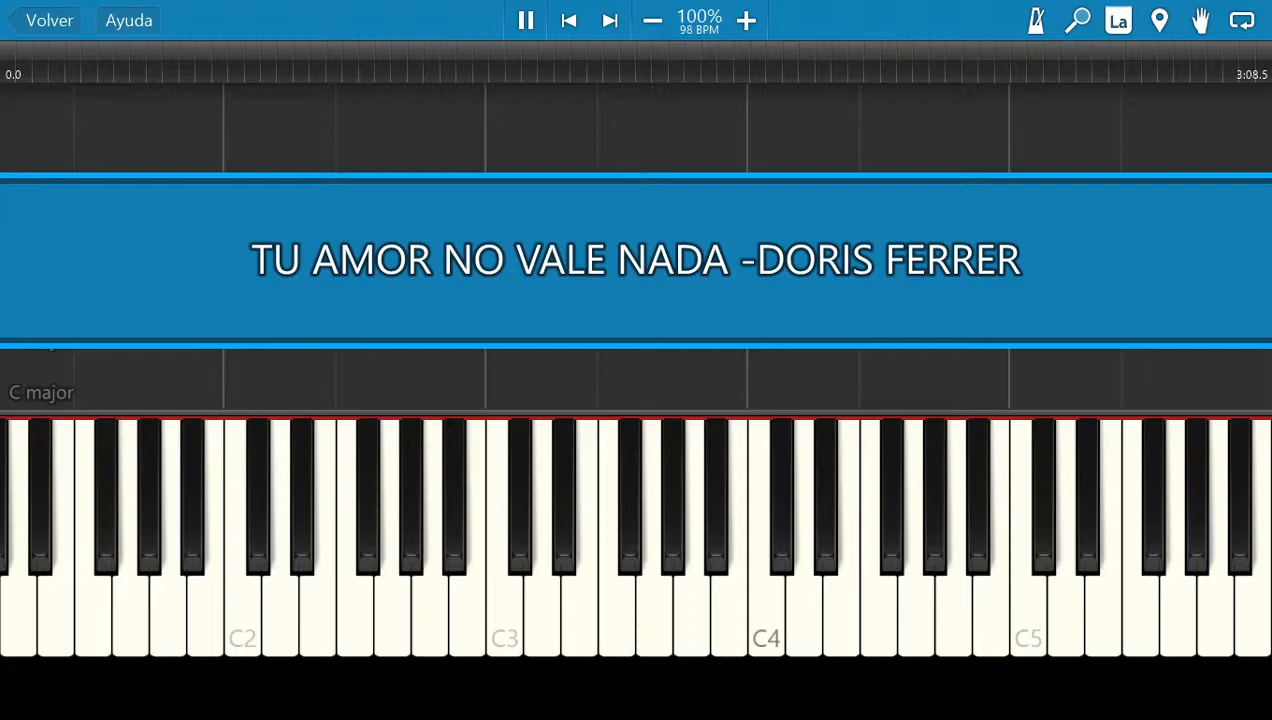 Volver Ayuda 100% La
98 BPM
0.0 3:08.5
TU AMOR NO VALE NADA -DORIS FERRER
C major
C2 C3 C4 C5